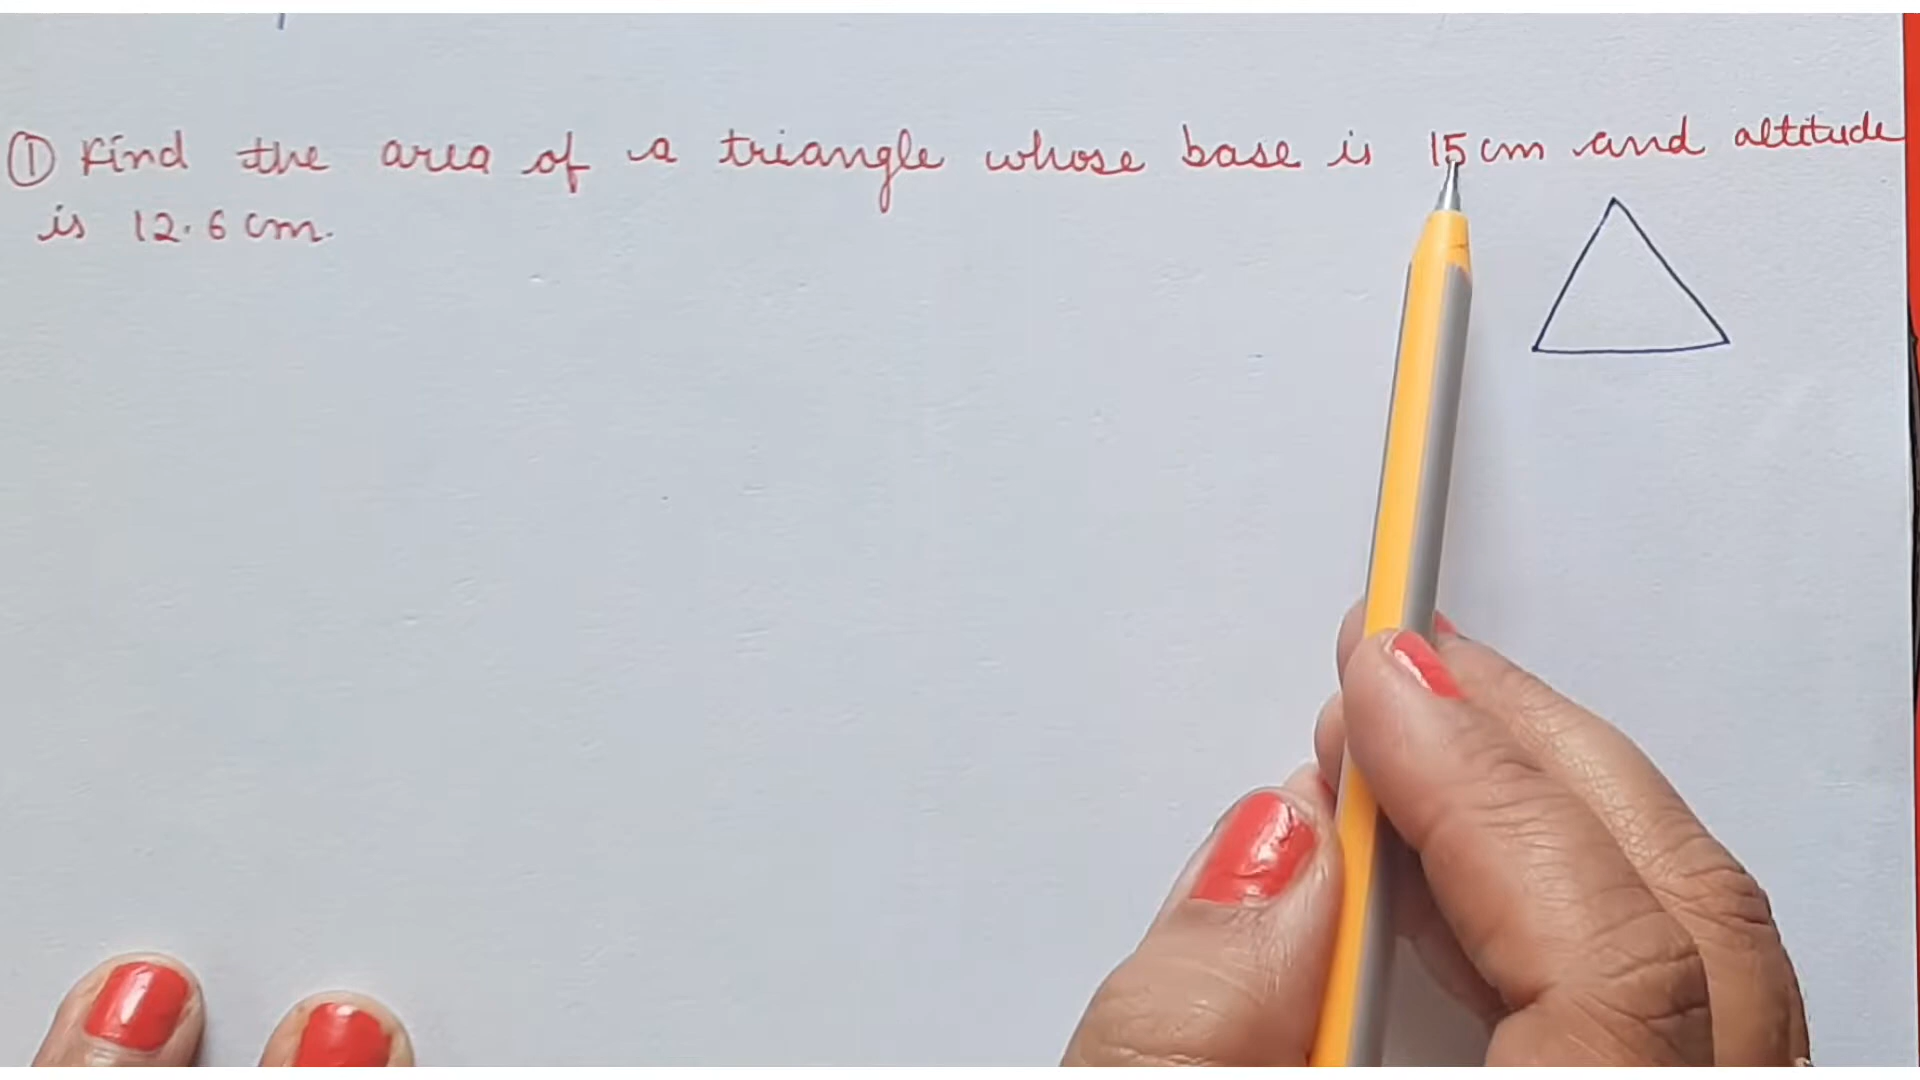 ① Find the area of a triangle whose base is 15 cm and altitude
is 12.6 cm.